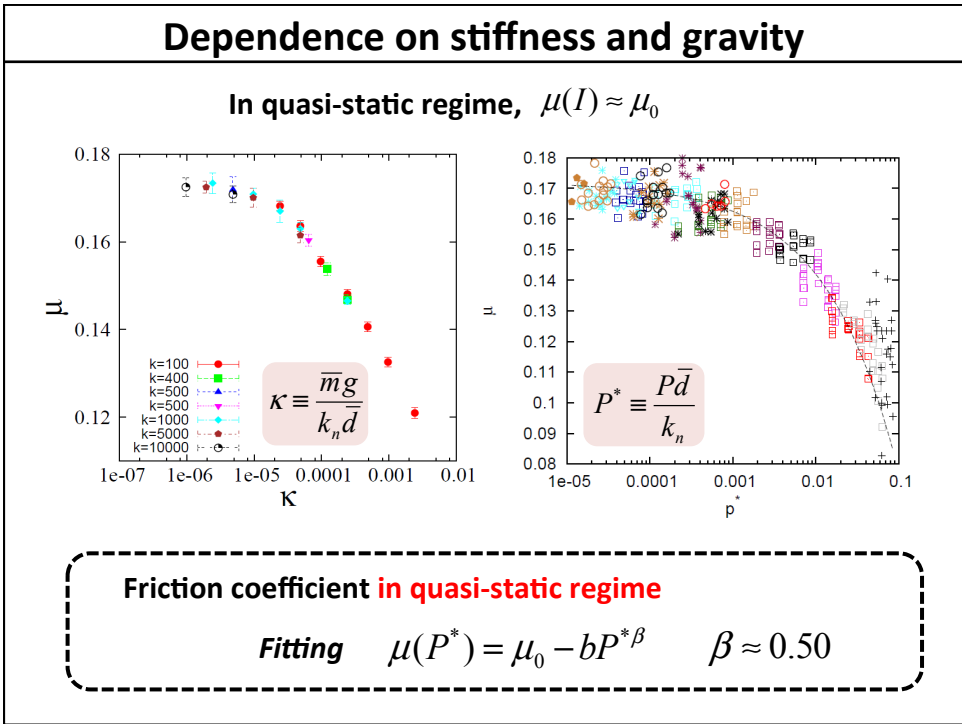 Dependence on stiffness and gravity
In quasi-static regime, μ(I) ≈ μ₀
0.18
0.16
0.14
0.12
μ
k=100
k=400
k=500
k=500
k=1000
k=5000
k=10000
κ ≡ m̅g / kₙd̅
1e-07 1e-06 1e-05 0.0001 0.001 0.01
κ
0.18
0.17
0.16
0.15
0.14
0.13
0.12
0.11
0.1
0.09
0.08
μ
P* ≡ Pd̅ / kₙ
1e-05 0.0001 0.001 0.01 0.1
p*
Friction coefficient in quasi-static regime
Fitting μ(P*) = μ₀ − bP*ᵝ β ≈ 0.50